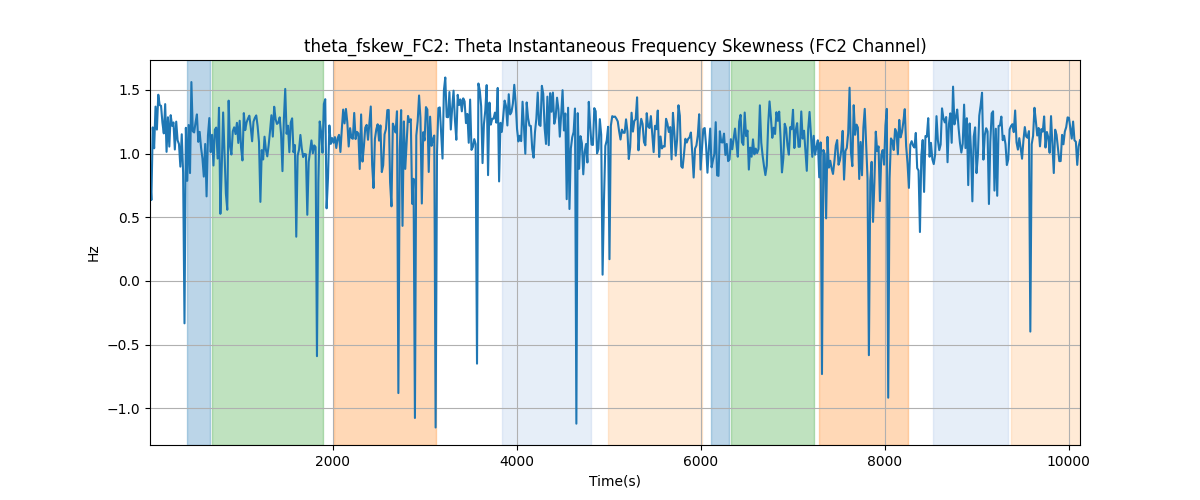 theta_fskew_FC2: Theta Instantaneous Frequency Skewness (FC2 Channel)
1.5
1.0
0.5
0.0
−0.5
−1.0
Hz
2000 4000 6000 8000 10000
Time(s)